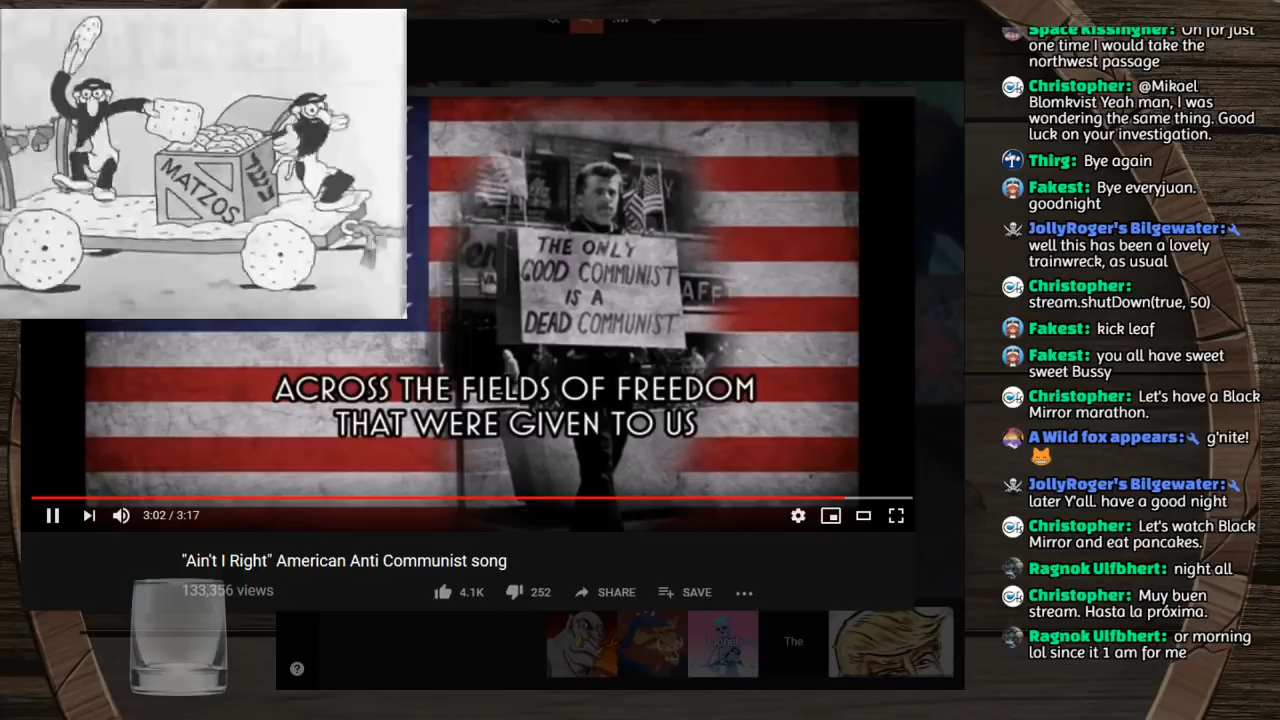 MATZOS
כשר
THE ONLY
GOOD COMMUNIST
IS A
DEAD COMMUNIST
ACROSS THE FIELDS OF FREEDOM
THAT WERE GIVEN TO US
3:02 / 3:17
"Ain't I Right" American Anti Communist song
133,356 views
4.1K
252
SHARE
SAVE
The
Space Kissingher: Oh for just
one time I would take the
northwest passage
Christopher: @Mikael
Blomkvist Yeah man, I was
wondering the same thing. Good
luck on your investigation.
Thirg: Bye again
Fakest: Bye everyjuan.
goodnight
JollyRoger's Bilgewater:
well this has been a lovely
trainwreck, as usual
Christopher:
stream.shutDown(true, 50)
Fakest: kick leaf
Fakest: you all have sweet
sweet Bussy
Christopher: Let's have a Black
Mirror marathon.
A Wild fox appears: g'nite!
JollyRoger's Bilgewater:
later Y'all. have a good night
Christopher: Let's watch Black
Mirror and eat pancakes.
Ragnok Ulfbhert: night all
Christopher: Muy buen
stream. Hasta la próxima.
Ragnok Ulfbhert: or morning
lol since it 1 am for me